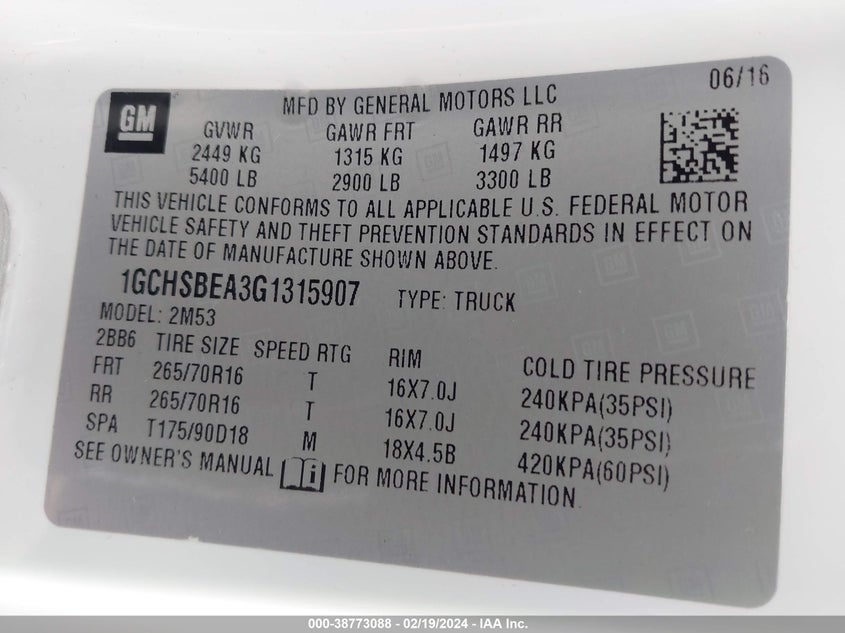 06/16
GM
MFD BY GENERAL MOTORS LLC
GVWR GAWR FRT GAWR RR
2449 KG 1315 KG 1497 KG
5400 LB 2900 LB 3300 LB
THIS VEHICLE CONFORMS TO ALL APPLICABLE U.S. FEDERAL MOTOR
VEHICLE SAFETY AND THEFT PREVENTION STANDARDS IN EFFECT ON
THE DATE OF MANUFACTURE SHOWN ABOVE.
1GCHSBEA3G1315907 TYPE: TRUCK
MODEL: 2M53
2BB6 TIRE SIZE SPEED RTG RIM COLD TIRE PRESSURE
FRT 265/70R16 T 16X7.0J 240KPA(35PSI)
RR 265/70R16 T 16X7.0J 240KPA(35PSI)
SPA T175/90D18 M 18X4.5B 420KPA(60PSI)
SEE OWNER'S MANUAL i FOR MORE INFORMATION
000-38773088 - 02/19/2024 - IAA Inc.